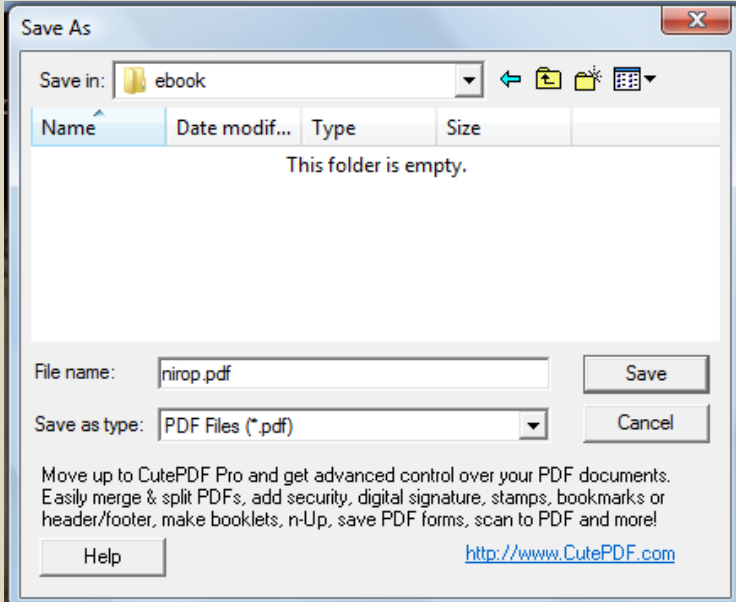 Save As
Save in: ebook
Name Date modif... Type Size
This folder is empty.
File name: nirop.pdf Save
Save as type: PDF Files (*.pdf) Cancel
Move up to CutePDF Pro and get advanced control over your PDF documents.
Easily merge & split PDFs, add security, digital signature, stamps, bookmarks or
header/footer, make booklets, n-Up, save PDF forms, scan to PDF and more!
Help http://www.CutePDF.com